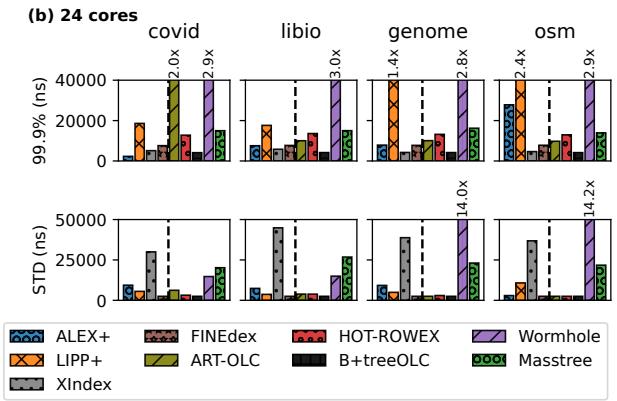 (b) 24 cores
covid libio genome osm
2.0x 2.9x 3.0x 1.4x 2.8x 2.4x 2.9x
99.9% (ns)
40000
20000
0
14.0x 14.2x
STD (ns)
50000
25000
0
ALEX+ FINEdex HOT-ROWEX Wormhole
LIPP+ ART-OLC B+treeOLC Masstree
XIndex